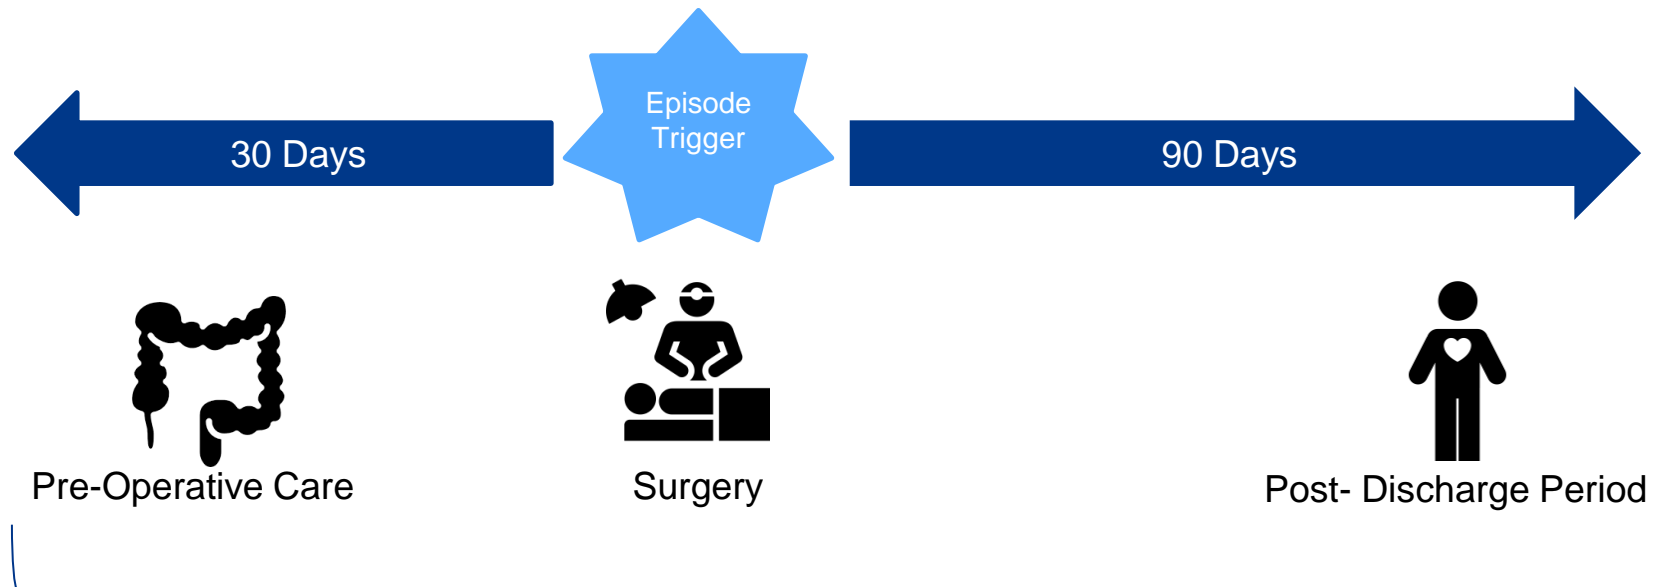 Episode
Trigger
30 Days
90 Days
Pre-Operative Care
Surgery
Post- Discharge Period